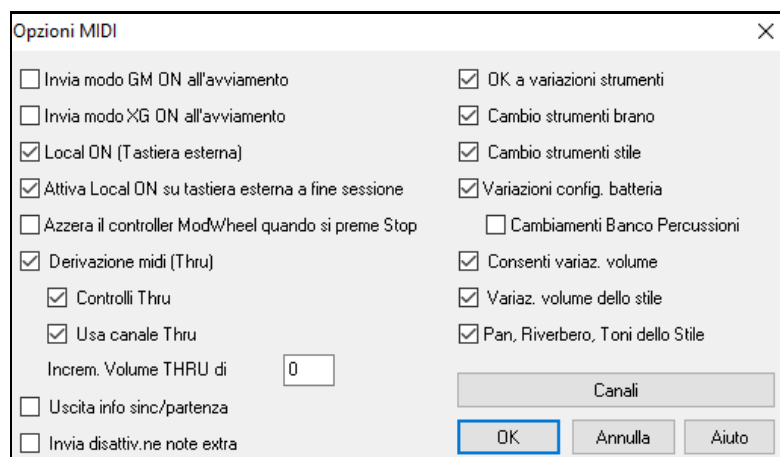 Opzioni MIDI
Invia modo GM ON all'avviamento
Invia modo XG ON all'avviamento
Local ON (Tastiera esterna)
Attiva Local ON su tastiera esterna a fine sessione
Azzera il controller ModWheel quando si preme Stop
Derivazione midi (Thru)
Controlli Thru
Usa canale Thru
Increm. Volume THRU di 0
Uscita info sinc/partenza
Invia disattiv.ne note extra
OK a variazioni strumenti
Cambio strumenti brano
Cambio strumenti stile
Variazioni config. batteria
Cambiamenti Banco Percussioni
Consenti variaz. volume
Variaz. volume dello stile
Pan, Riverbero, Toni dello Stile
Canali
OK Annulla Aiuto